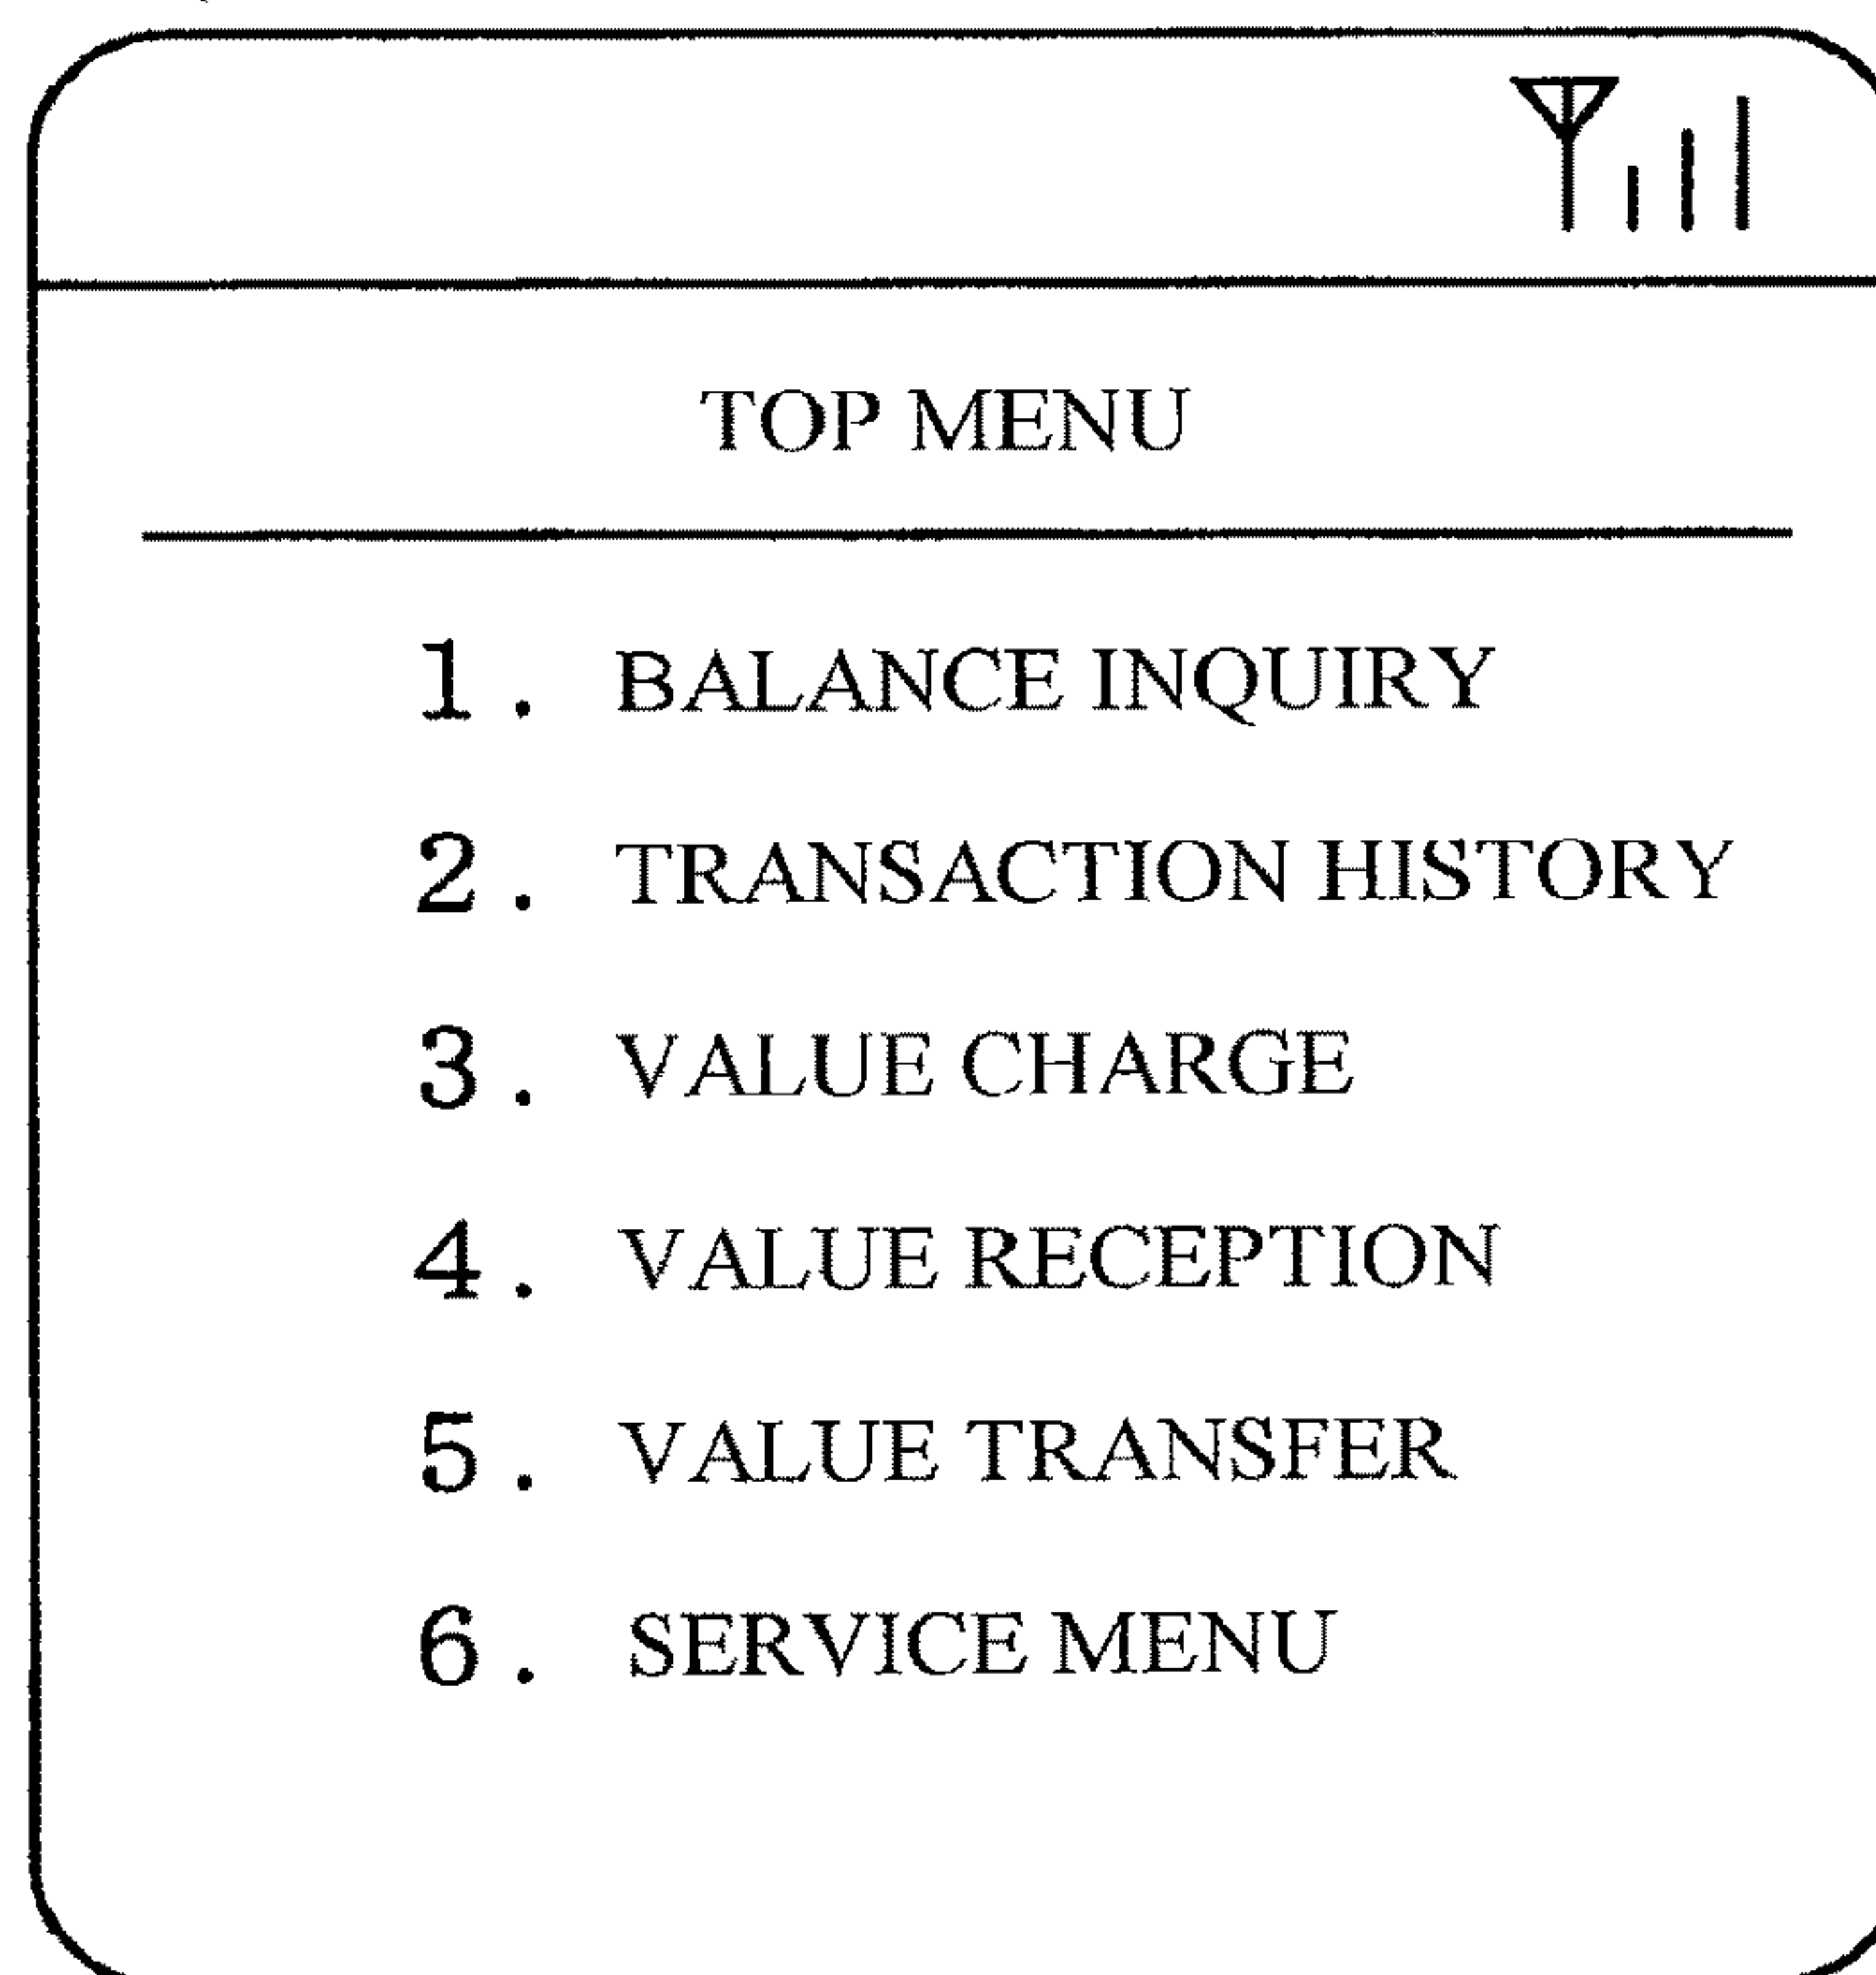 TOP MENU
1. BALANCE INQUIRY
2. TRANSACTION HISTORY
3. VALUE CHARGE
4. VALUE RECEPTION
5. VALUE TRANSFER
6. SERVICE MENU